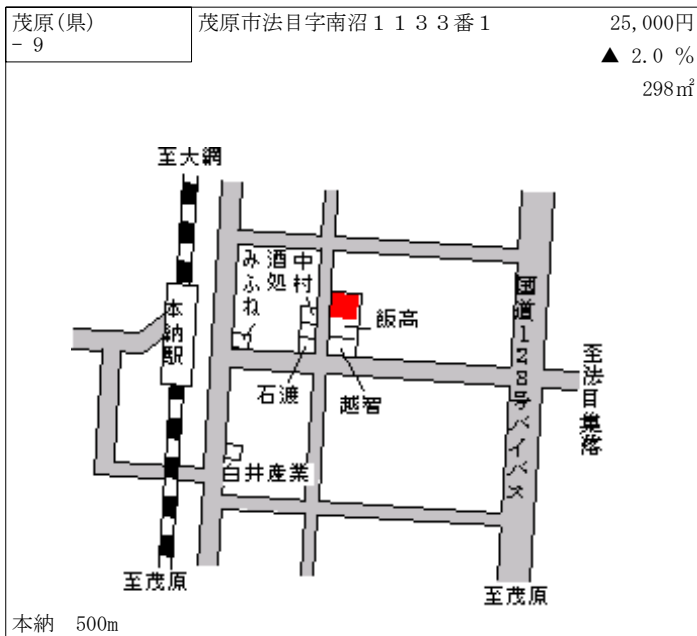 茂原(県)
- 9
茂原市法目字南沼１１３３番１
25,000円
▲ 2.0 %
298㎡
至大網
本納駅
みふね
酒処
中村
飯高
石渡
越智
白井産業
国道128号バイパス
至法目集落
至茂原
至茂原
本納　500m